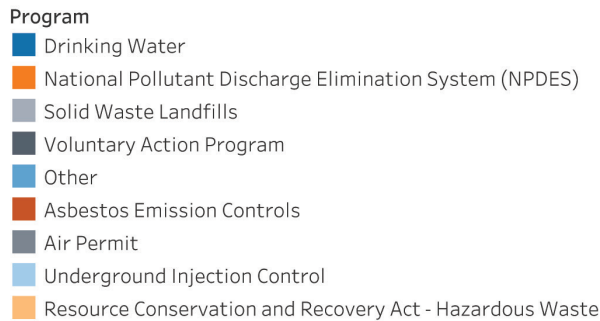 Program
Drinking Water
National Pollutant Discharge Elimination System (NPDES)
Solid Waste Landfills
Voluntary Action Program
Other
Asbestos Emission Controls
Air Permit
Underground Injection Control
Resource Conservation and Recovery Act - Hazardous Waste